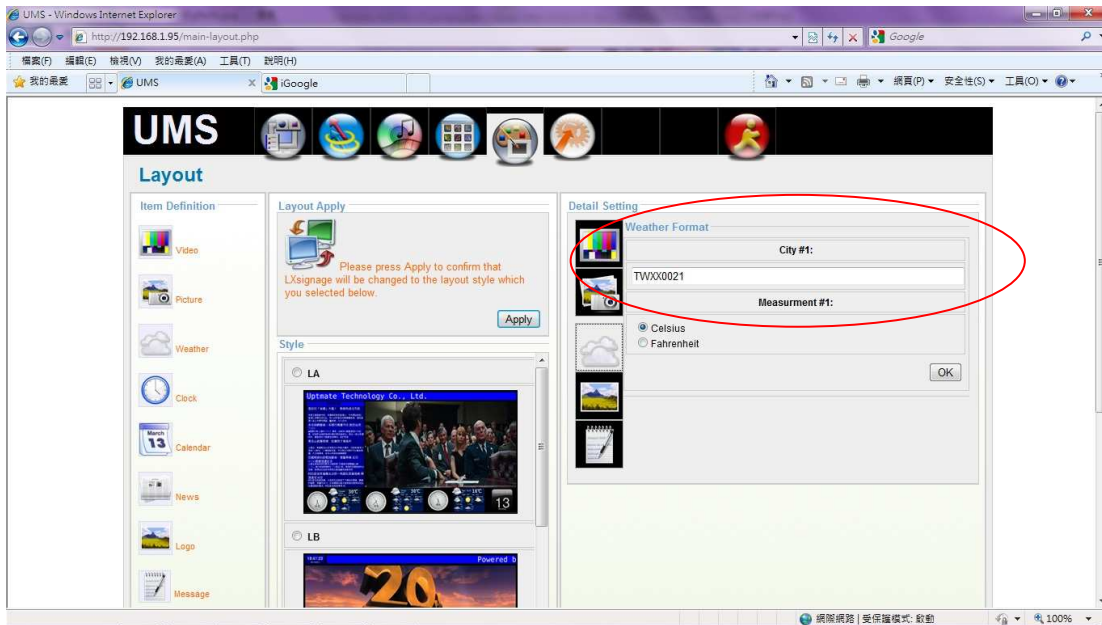 UMS - Windows Internet Explorer
http://192.168.1.95/main-layout.php
Google
檔案(F) 編輯(E) 檢視(V) 我的最愛(A) 工具(T) 說明(H)
我的最愛 UMS X iGoogle 網頁(P) 安全性(S) 工具(O)
UMS
Layout
Item Definition
Video
Picture
Weather
Clock
March
13
Calendar
News
Logo
Message
Layout Apply
Please press Apply to confirm that
LXsignage will be changed to the layout style which
you selected below.
Apply
Style
LA
Uptmate Technology Co., Ltd.
13
LB
Powered b
20
Detail Setting
Weather Format
City #1:
TWXX0021
Measurment #1:
Celsius
Fahrenheit
OK
網際網路 | 受保護模式: 啟動
100%